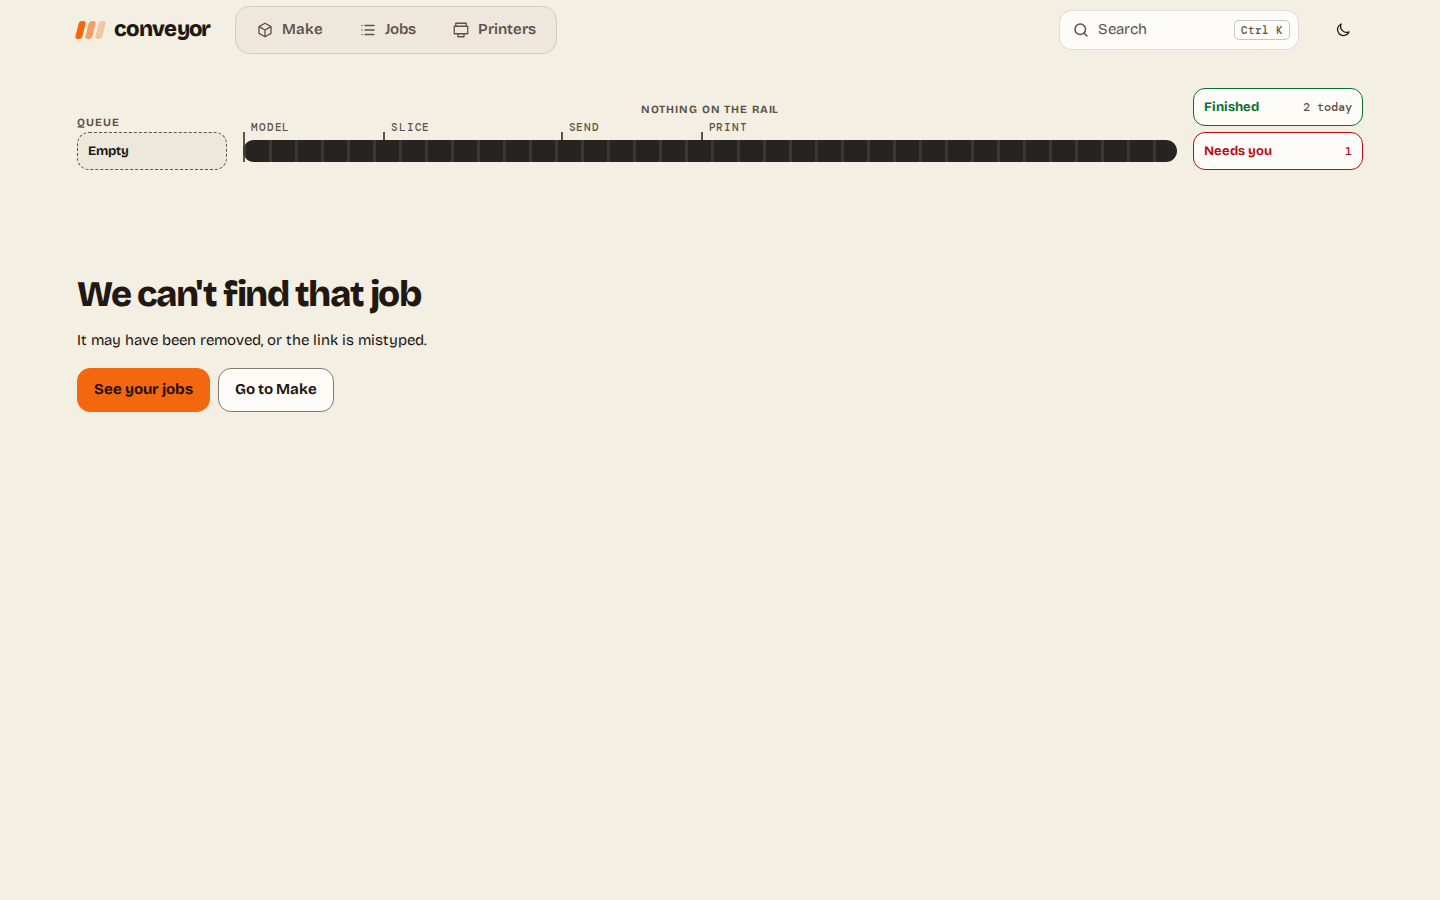 conveyor
Make
Jobs
Printers
Search
Ctrl K
QUEUE
Empty
NOTHING ON THE RAIL
MODEL
SLICE
SEND
PRINT
Finished 2 today
Needs you 1
We can't find that job
It may have been removed, or the link is mistyped.
See your jobs
Go to Make